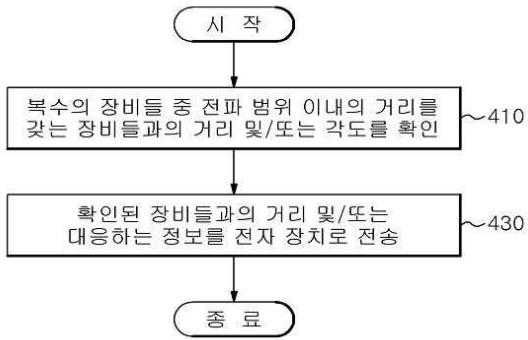 시 작
복수의 장비들 중 전파 범위 이내의 거리를
갖는 장비들과의 거리 및/또는 각도를 확인
410
확인된 장비들과의 거리 및/또는
대응하는 정보를 전자 장치로 전송
430
종 료